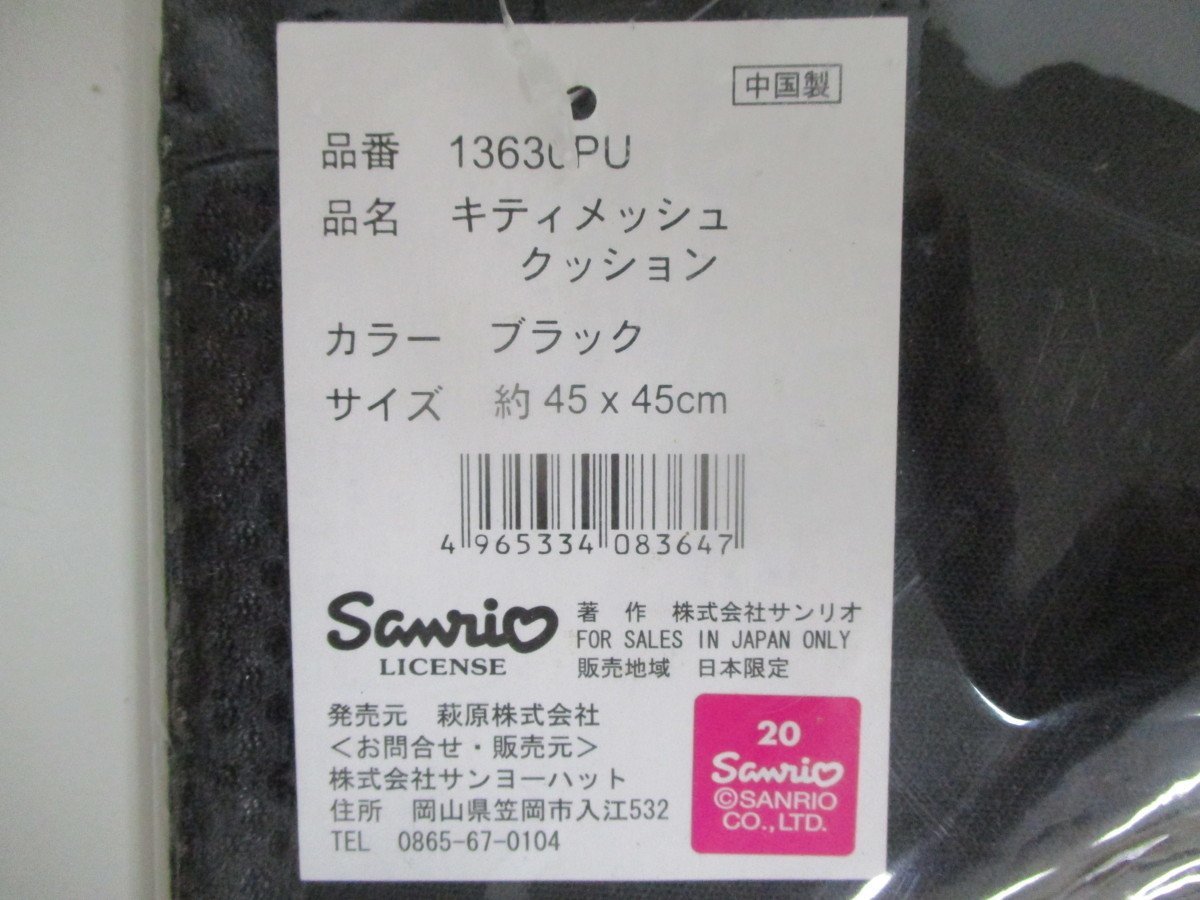 中国製
品番
品名 キティメッシュ
クッション
カラー ブラック
サイズ 約 45 x 45cm
4 965334 083647
Sanrio
LICENSE
著 作 株式会社サンリオ
FOR SALES IN JAPAN ONLY
販売地域 日本限定
発売元 萩原株式会社
<お問合せ・販売元>
株式会社サンヨーハット
住所 岡山県笠岡市入江532
TEL 0865-67-0104
20
Sanrio
©SANRIO
CO.,LTD.